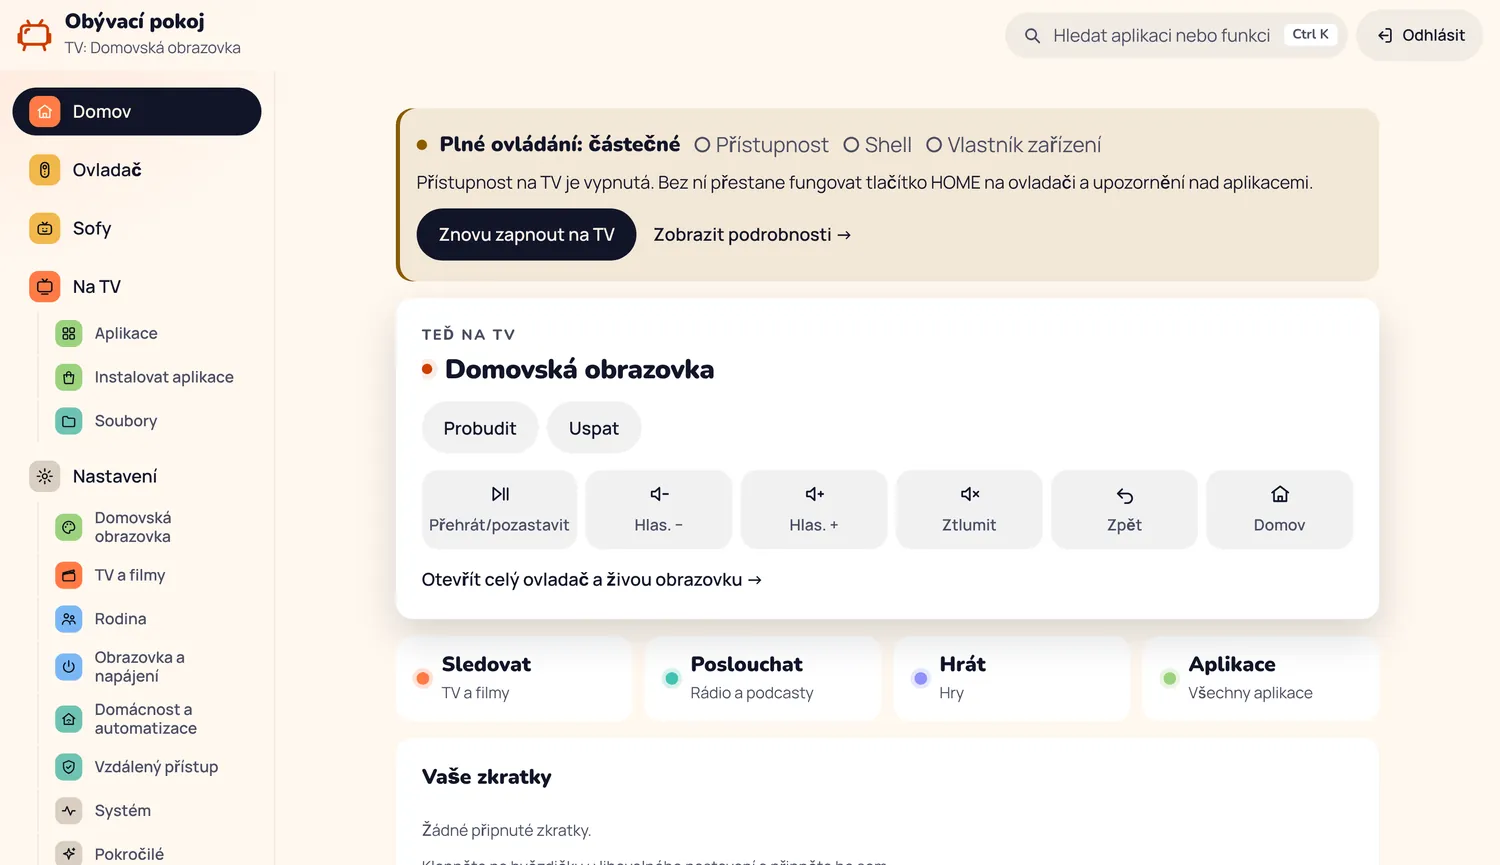 Obývací pokoj
TV: Domovská obrazovka
Hledat aplikaci nebo funkci
Ctrl K
Odhlásit
Domov
Ovladač
Sofy
Na TV
Aplikace
Instalovat aplikace
Soubory
Nastavení
Domovská
obrazovka
TV a filmy
Rodina
Obrazovka a
napájení
Domácnost a
automatizace
Vzdálený přístup
Systém
Pokročilé
Plné ovládání: částečné
Přístupnost
Shell
Vlastník zařízení
Přístupnost na TV je vypnutá. Bez ní přestane fungovat tlačítko HOME na ovladači a upozornění nad aplikacemi.
Znovu zapnout na TV
Zobrazit podrobnosti →
TEĎ NA TV
Domovská obrazovka
Probudit
Uspat
Přehrát/pozastavit
Hlas. −
Hlas. +
Ztlumit
Zpět
Domov
Otevřít celý ovladač a živou obrazovku →
Sledovat
TV a filmy
Poslouchat
Rádio a podcasty
Hrát
Hry
Aplikace
Všechny aplikace
Vaše zkratky
Žádné připnuté zkratky.